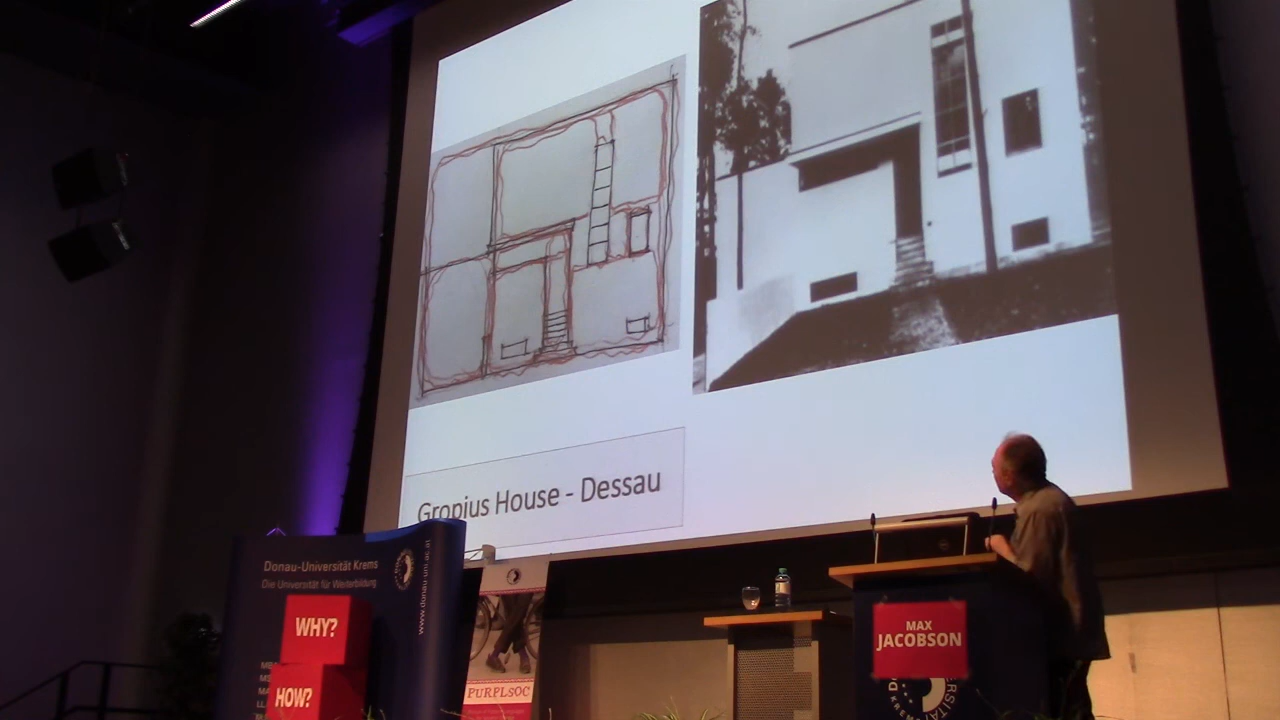 Gropius House - Dessau
Donau-Universität Krems
Die Universität für Weiterbildung
www.donau-uni.ac.at
WHY?
HOW?
PURPLSOC
MAX
JACOBSON